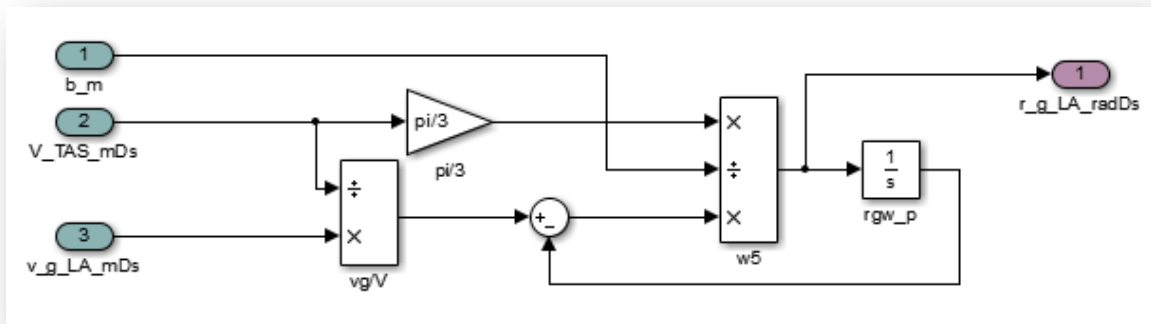 1
b_m
2
V_TAS_mDs
3
v_g_LA_mDs
pi/3
pi/3
÷
×
vg/V
+
-
×
÷
×
w5
1
s
rgw_p
1
r_g_LA_radDs